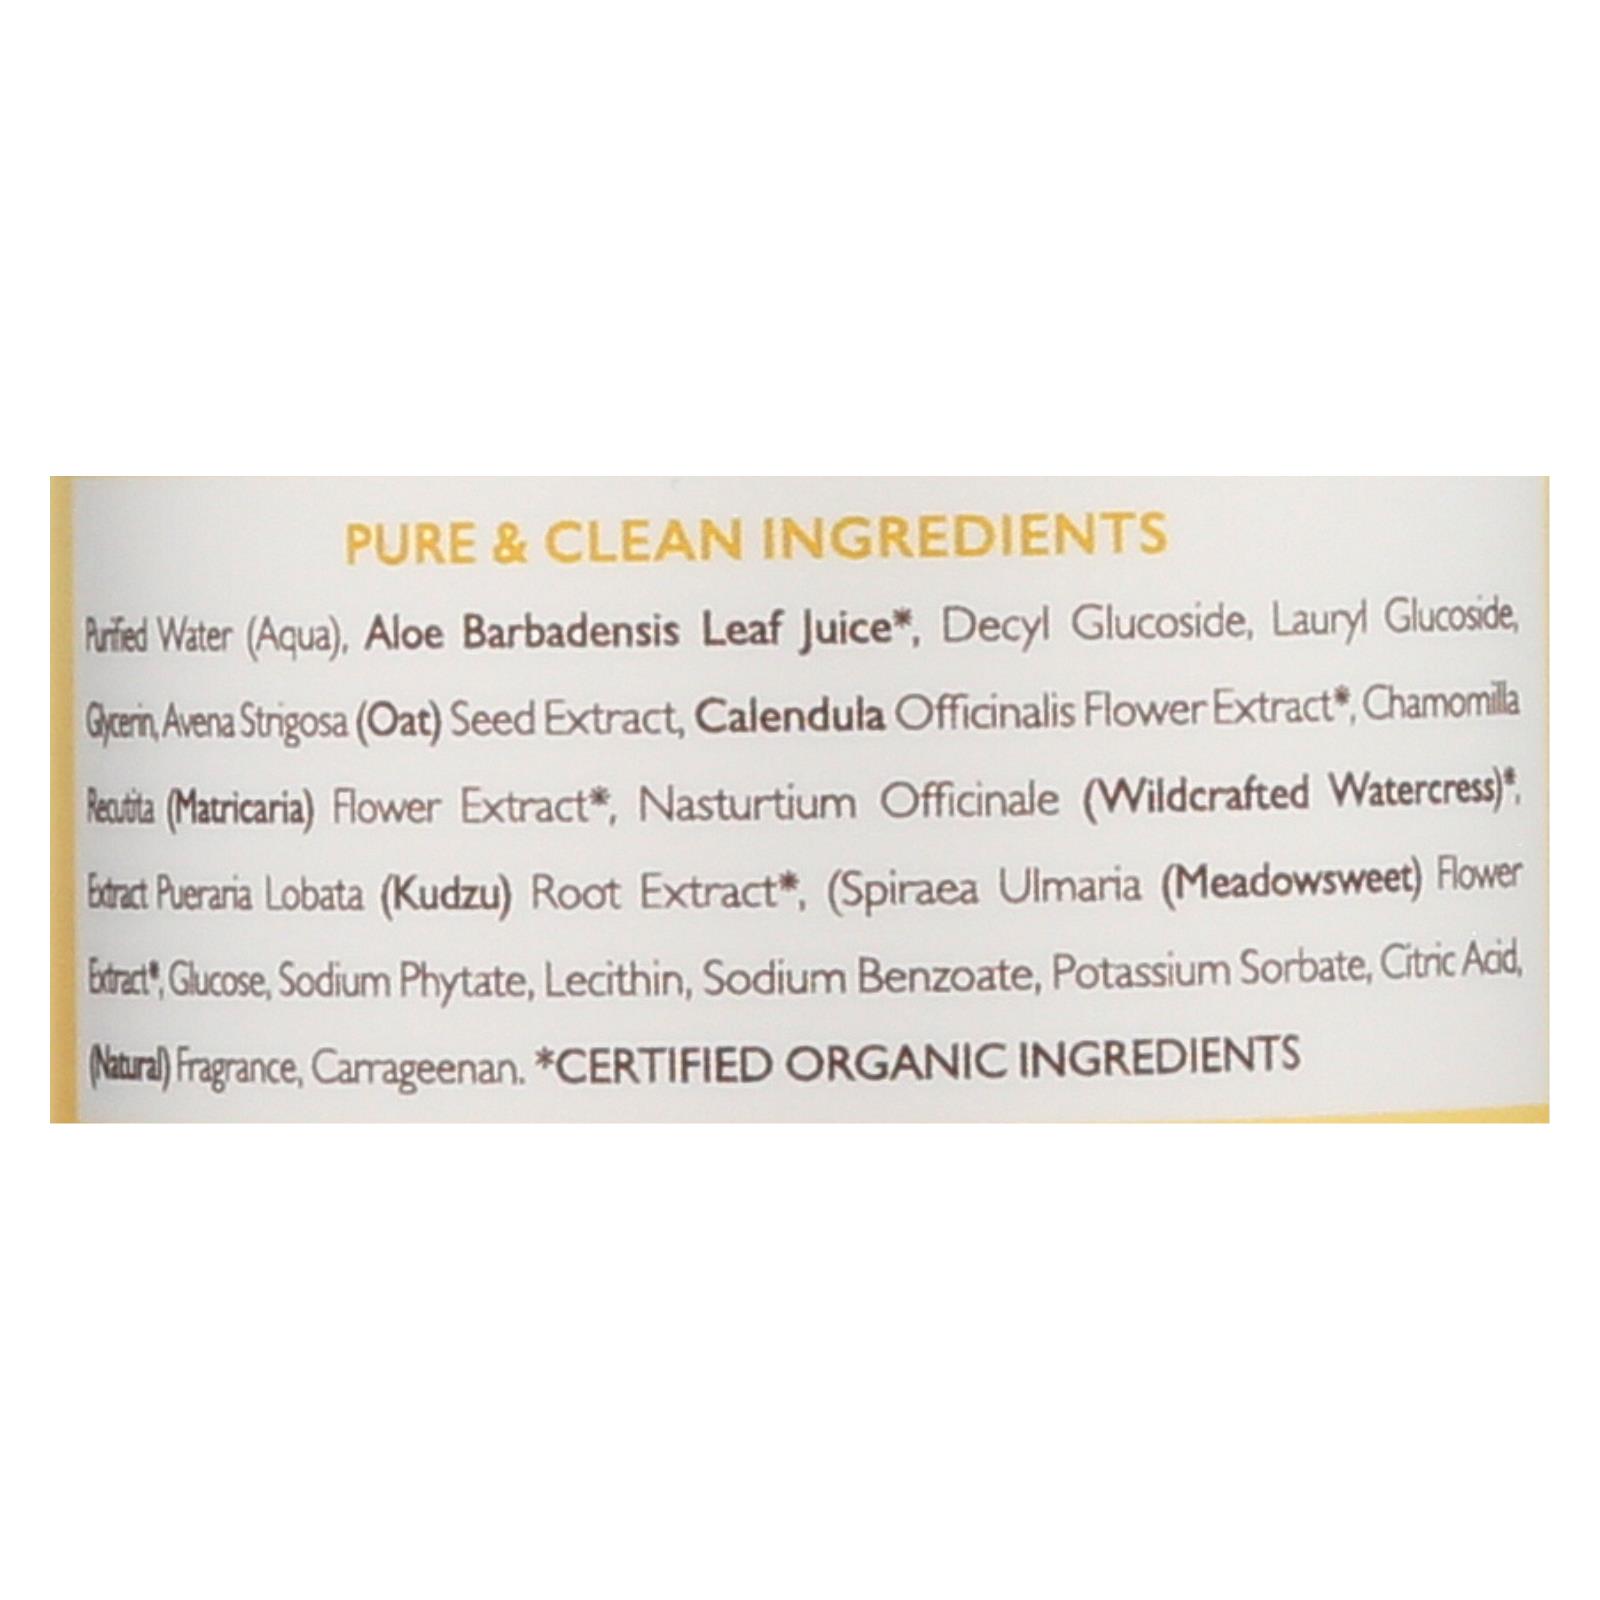 PURE & CLEAN INGREDIENTS
Purified Water (Aqua), Aloe Barbadensis Leaf Juice*, Decyl Glucoside, Lauryl Glucoside,
Glycerin, Avena Strigosa (Oat) Seed Extract, Calendula Officinalis Flower Extract*, Chamomilla
Recutita (Matricaria) Flower Extract*, Nasturtium Officinale (Wildcrafted Watercress)*,
Extract Pueraria Lobata (Kudzu) Root Extract*, (Spiraea Ulmaria (Meadowsweet) Flower
Extract*, Glucose, Sodium Phytate, Lecithin, Sodium Benzoate, Potassium Sorbate, Citric Acid,
(Natural) Fragrance, Carrageenan. *CERTIFIED ORGANIC INGREDIENTS